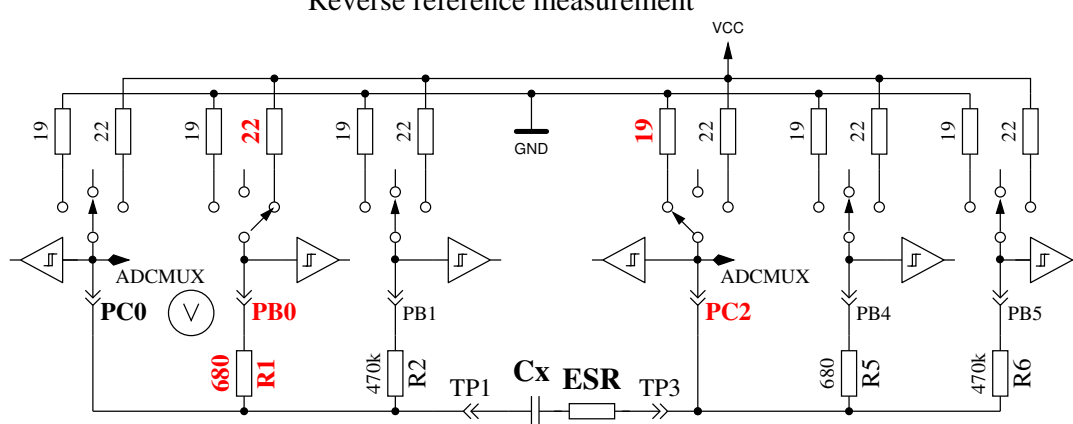 Reverse reference measurement
VCC
19 22 19 22 19 22 19 22 19 22 19 22
GND
ADCMUX ADCMUX
PC0 V PB0 PB1 PC2 PB4 PB5
680 R1 470k R2 680 R5 470k R6
TP1 Cx ESR TP3